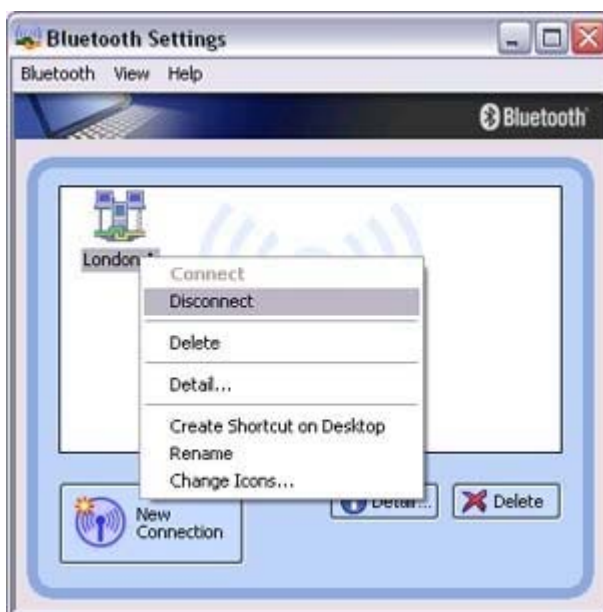 Bluetooth Settings
Bluetooth View Help
Bluetooth
London
Connect
Disconnect
Delete
Detail...
Create Shortcut on Desktop
Rename
Change Icons...
New
Connection
Detail...
Delete